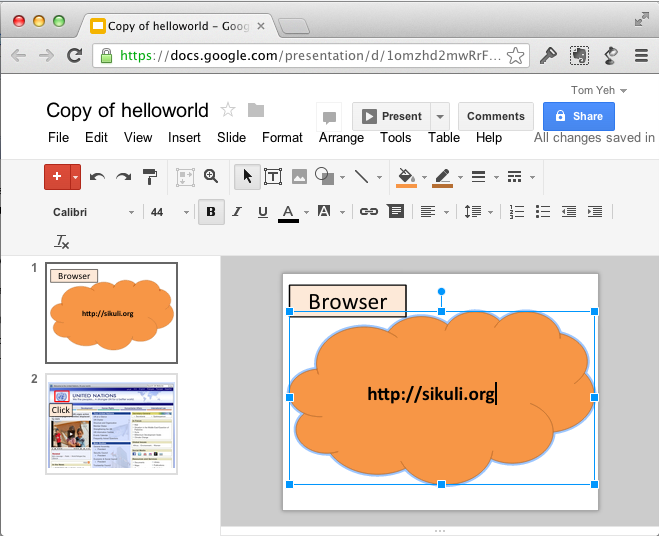 Copy of helloworld – Goog
https://docs.google.com/presentation/d/1omzhd2mwRrF...
Tom Yeh
Copy of helloworld
Present
Comments
Share
File Edit View Insert Slide Format Arrange Tools Table Help All changes saved in
Calibri 44 B I U A A
1
Browser
http://sikuli.org
2
UNITED NATIONS
Click
Browser
http://sikuli.org